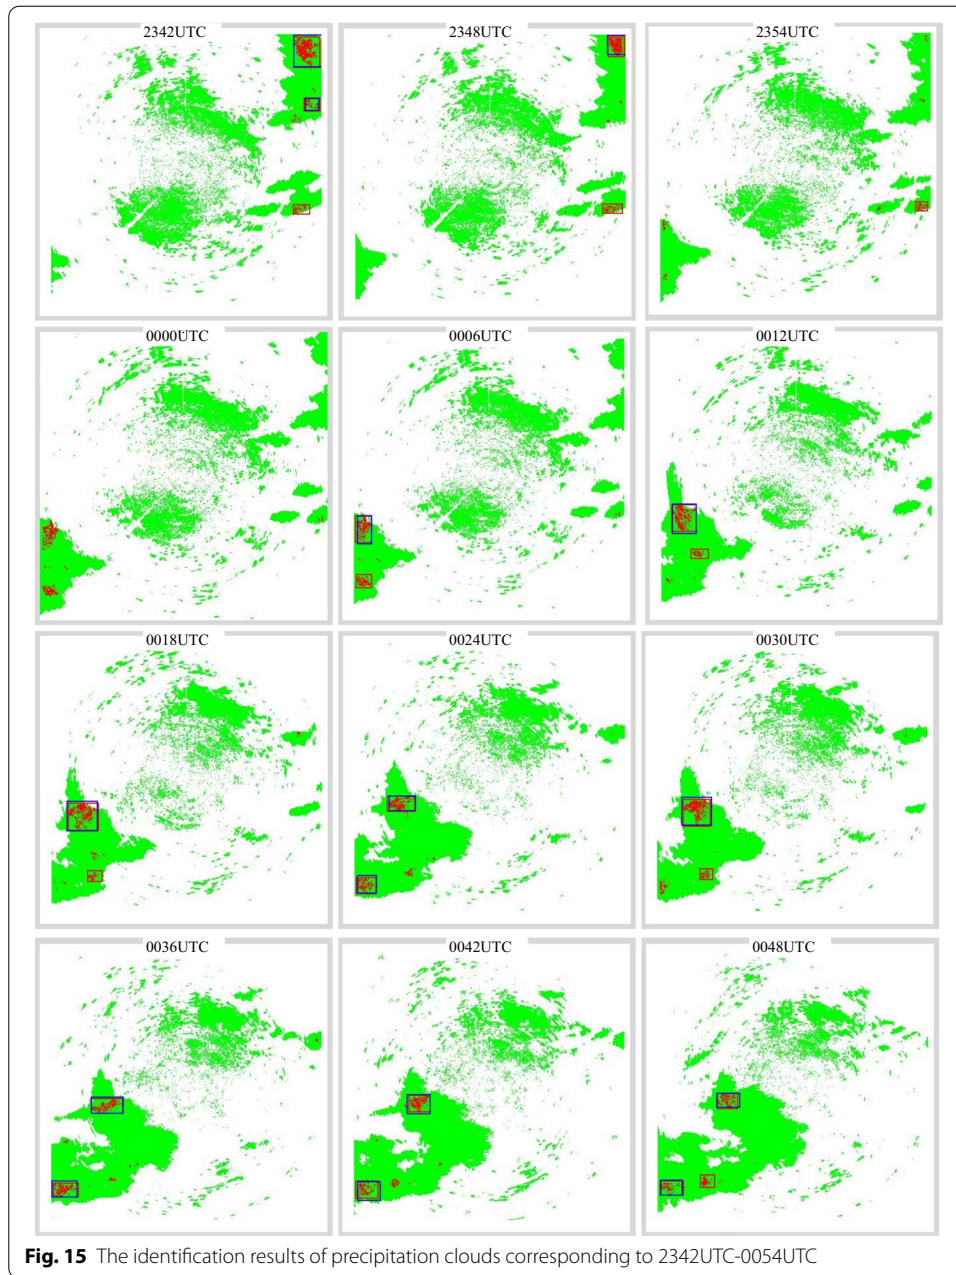 2342UTC
2348UTC
2354UTC
0000UTC
0006UTC
0012UTC
0018UTC
0024UTC
0030UTC
0036UTC
0042UTC
0048UTC
Fig. 15 The identification results of precipitation clouds corresponding to 2342UTC-0054UTC